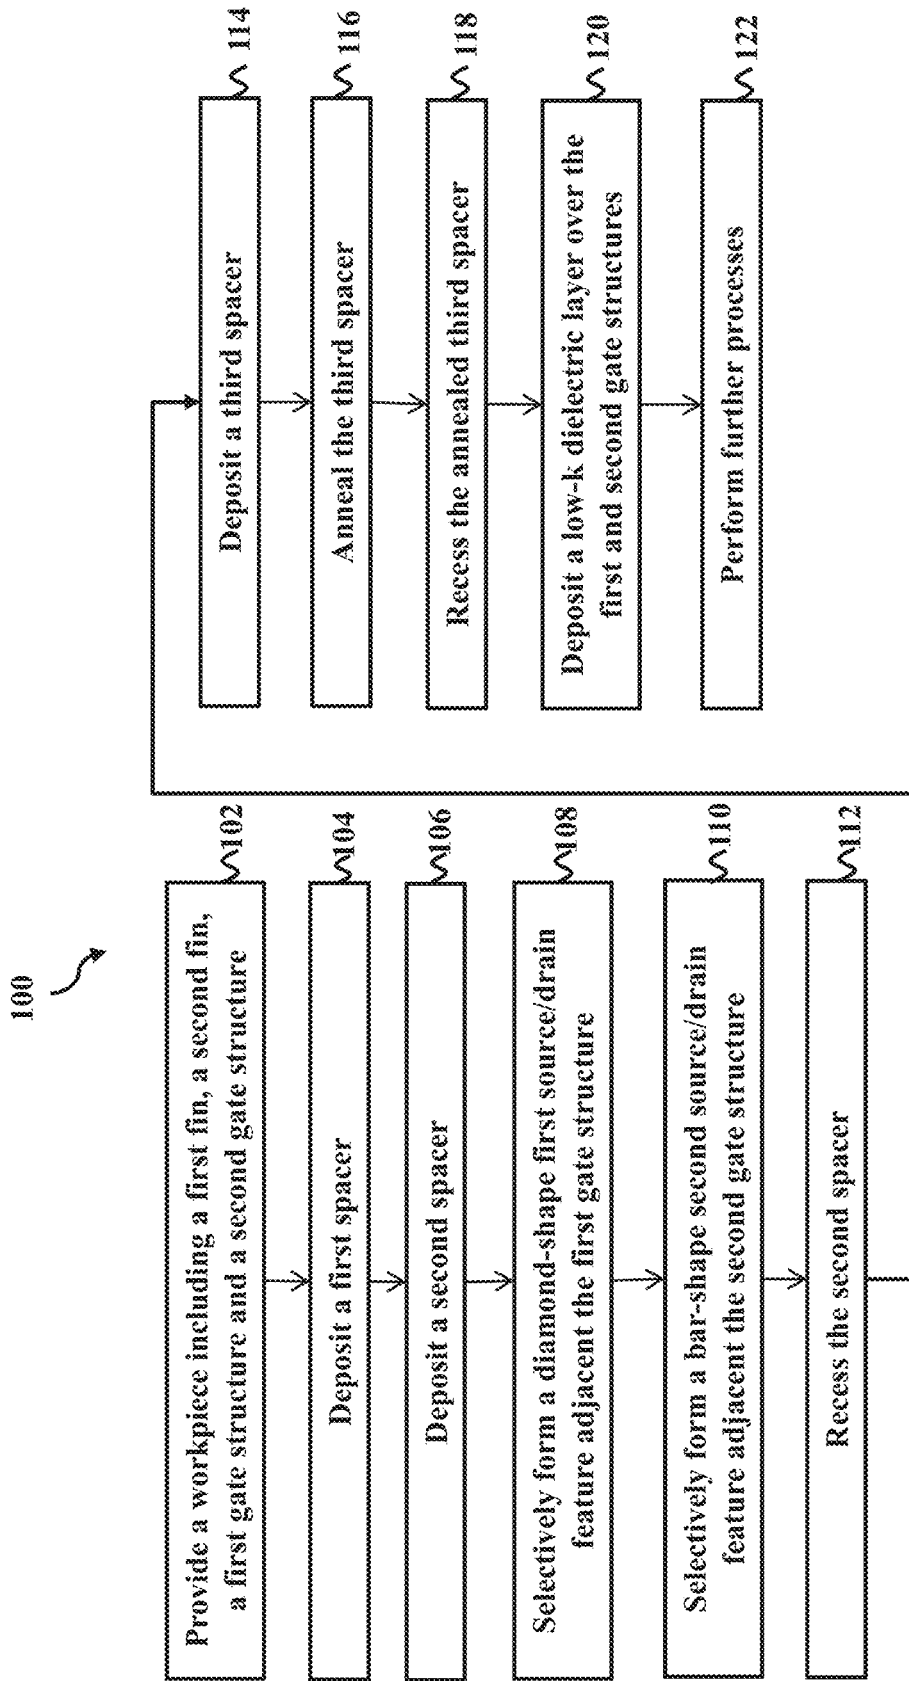 100
Provide a workpiece including a first fin, a second fin,
a first gate structure and a second gate structure
102
Deposit a first spacer
104
Deposit a second spacer
106
Selectively form a diamond-shape first source/drain
feature adjacent the first gate structure
108
Selectively form a bar-shape second source/drain
feature adjacent the second gate structure
110
Recess the second spacer
112
Deposit a third spacer
114
Anneal the third spacer
116
Recess the annealed third spacer
118
Deposit a low-k dielectric layer over the
first and second gate structures
120
Perform further processes
122